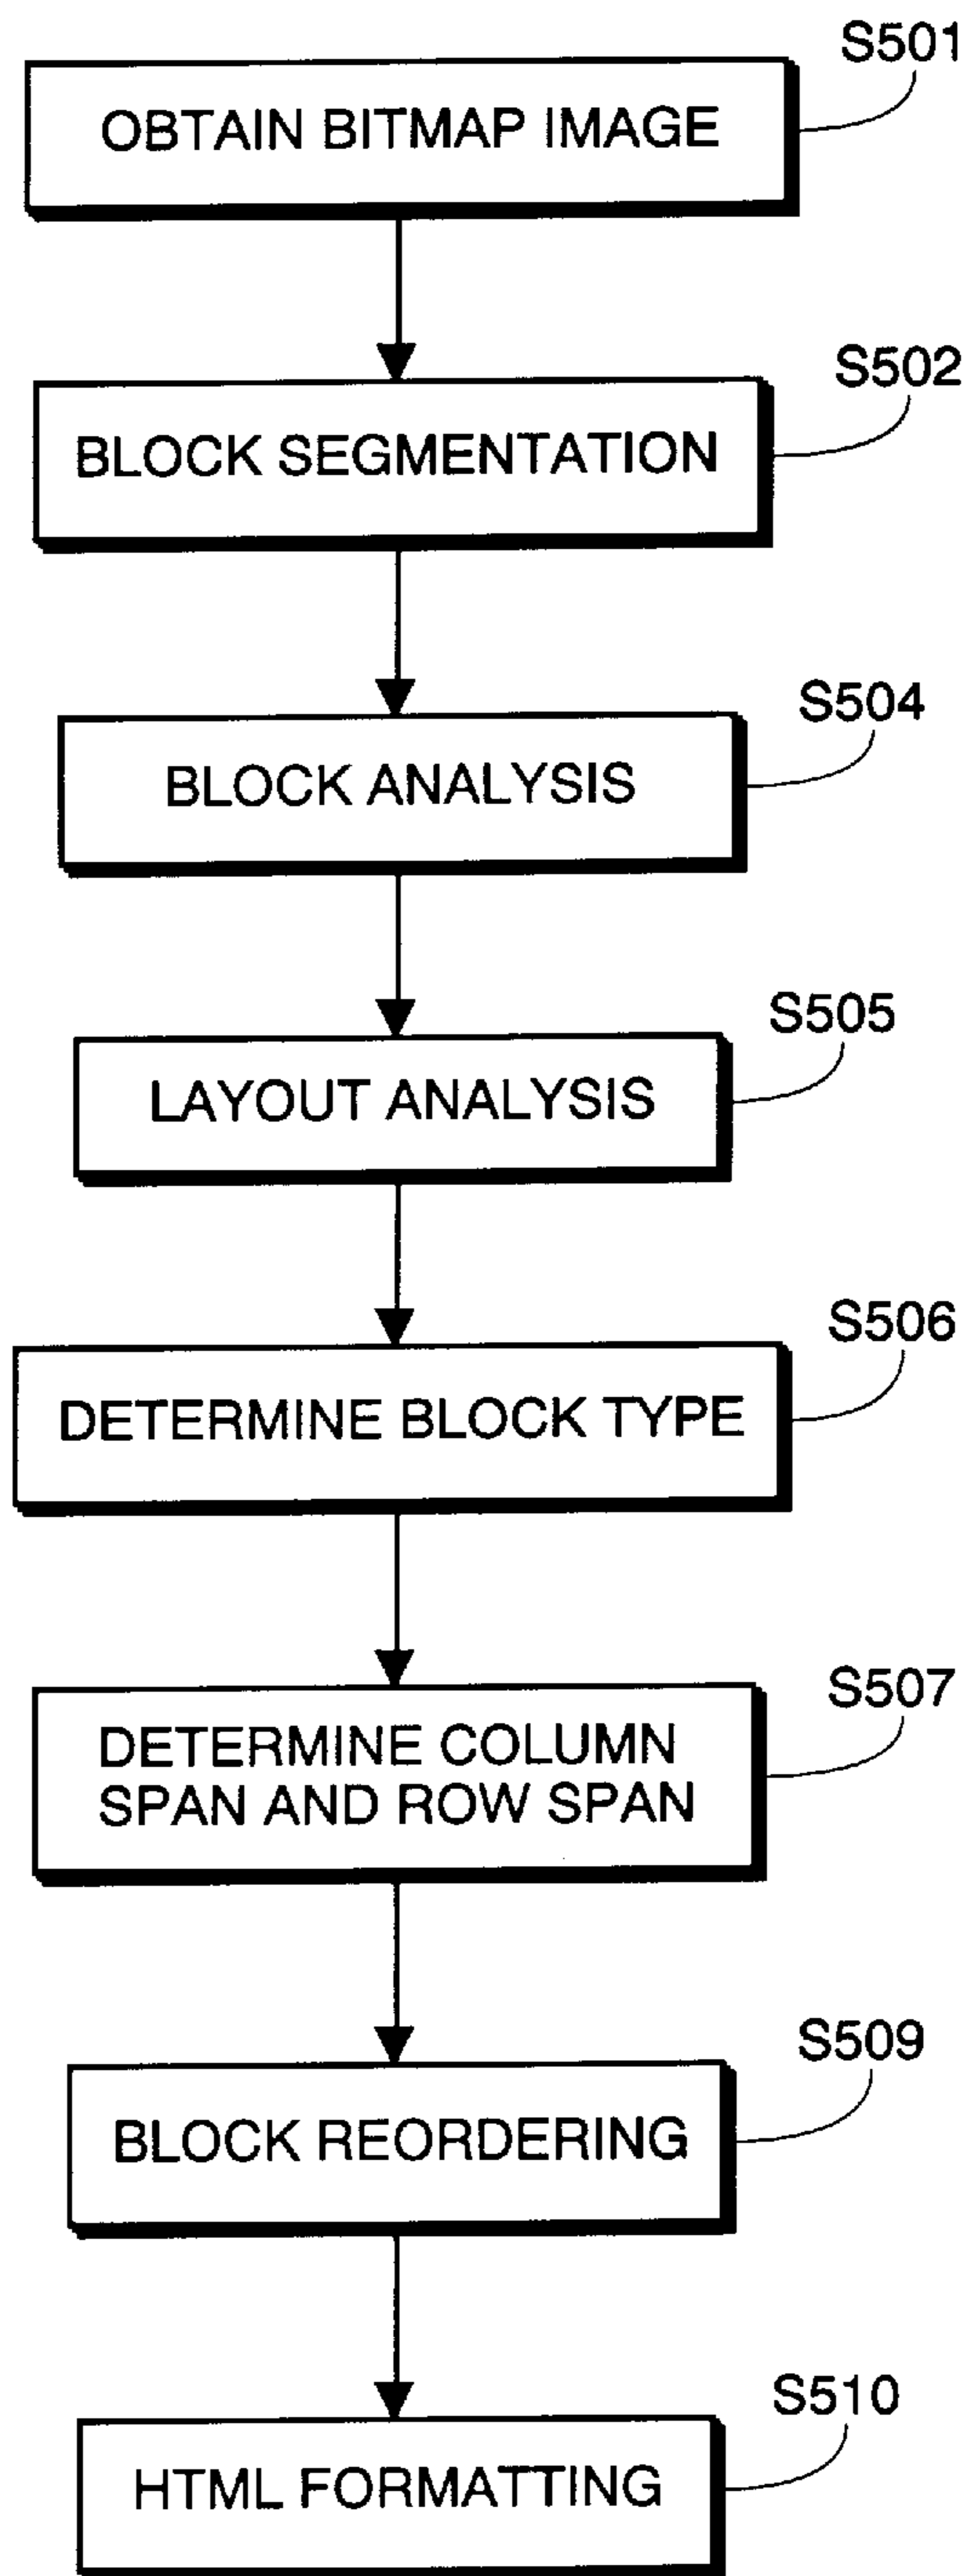 S501
OBTAIN BITMAP IMAGE
S502
BLOCK SEGMENTATION
S504
BLOCK ANALYSIS
S505
LAYOUT ANALYSIS
S506
DETERMINE BLOCK TYPE
S507
DETERMINE COLUMN
SPAN AND ROW SPAN
S509
BLOCK REORDERING
S510
HTML FORMATTING